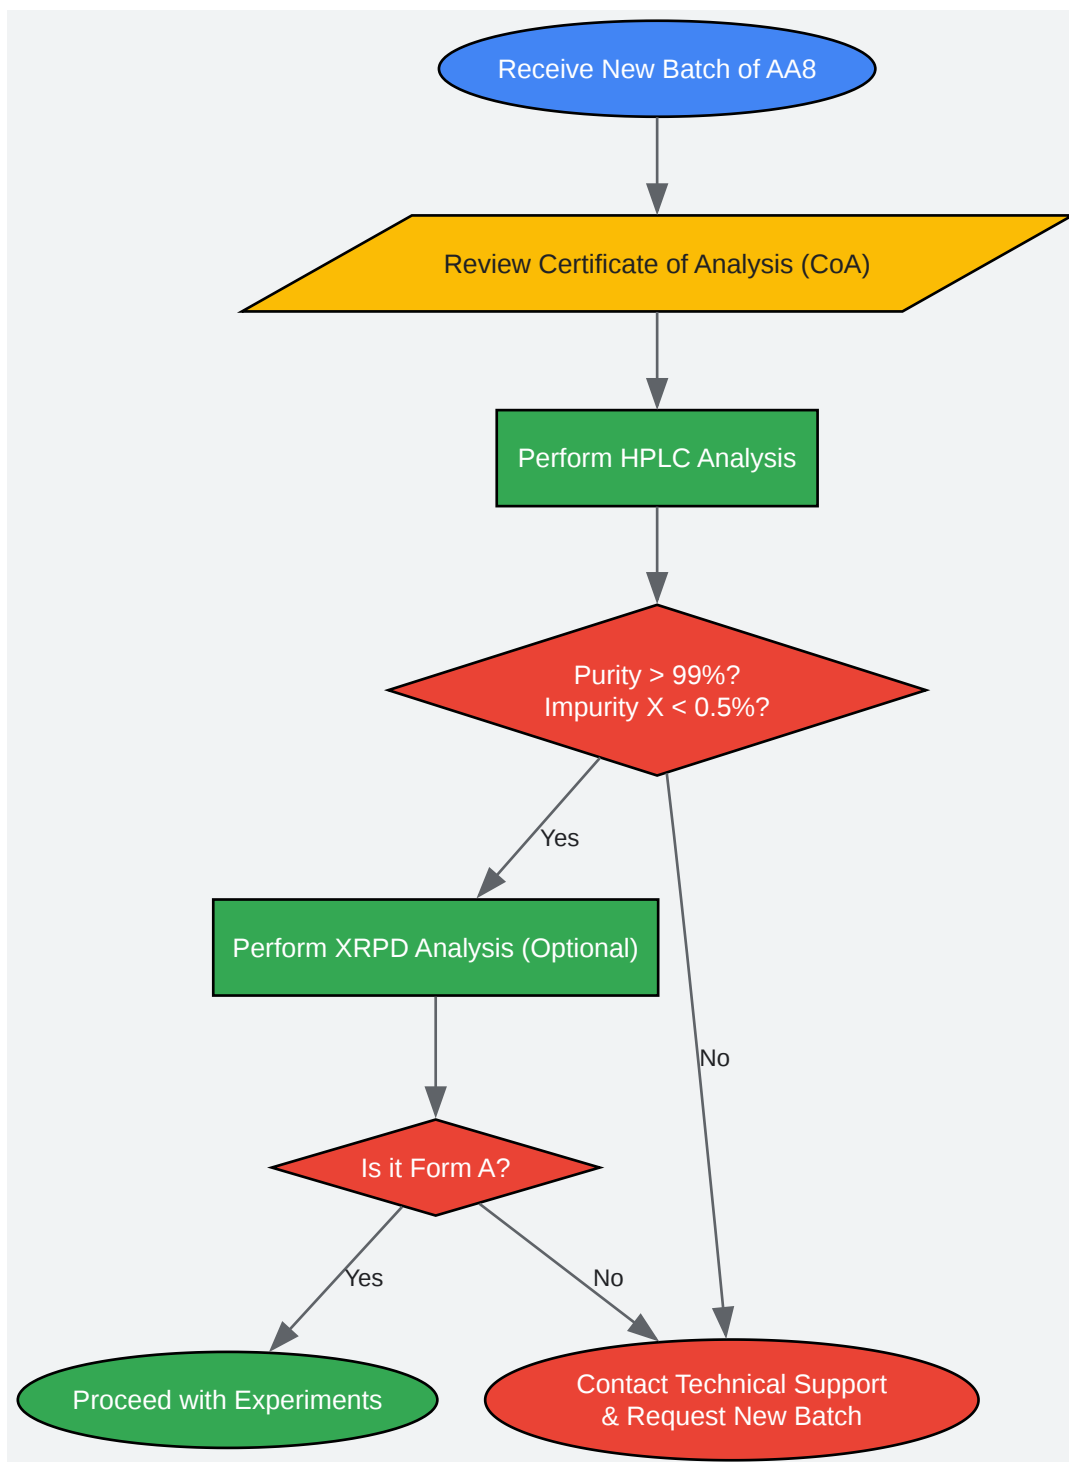 Receive New Batch of AA8
Review Certificate of Analysis (CoA)
Perform HPLC Analysis
Purity > 99%?
Impurity X < 0.5%?
Yes
Perform XRPD Analysis (Optional)
No
Is it Form A?
Yes
No
Proceed with Experiments
Contact Technical Support
& Request New Batch